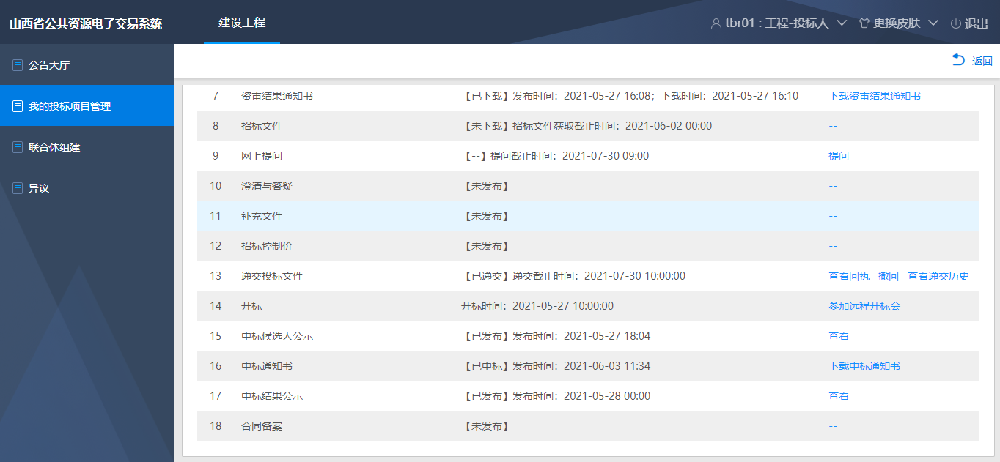 山西省公共资源电子交易系统 建设工程 tbr01 : 工程-投标人 更换皮肤 退出
公告大厅
我的投标项目管理
联合体组建
异议
返回
7 资审结果通知书 【已下载】发布时间：2021-05-27 16:08；下载时间：2021-05-27 16:10 下载资审结果通知书
8 招标文件 【未下载】招标文件获取截止时间：2021-06-02 00:00 --
9 网上提问 【--】提问截止时间：2021-07-30 09:00 提问
10 澄清与答疑 【未发布】 --
11 补充文件 【未发布】 --
12 招标控制价 【未发布】 --
13 递交投标文件 【已递交】递交截止时间：2021-07-30 10:00:00 查看回执 撤回 查看递交历史
14 开标 开标时间：2021-05-27 10:00:00 参加远程开标会
15 中标候选人公示 【已发布】发布时间：2021-05-27 18:04 查看
16 中标通知书 【已中标】发布时间：2021-06-03 11:34 下载中标通知书
17 中标结果公示 【已发布】发布时间：2021-05-28 00:00 查看
18 合同备案 【未发布】 --